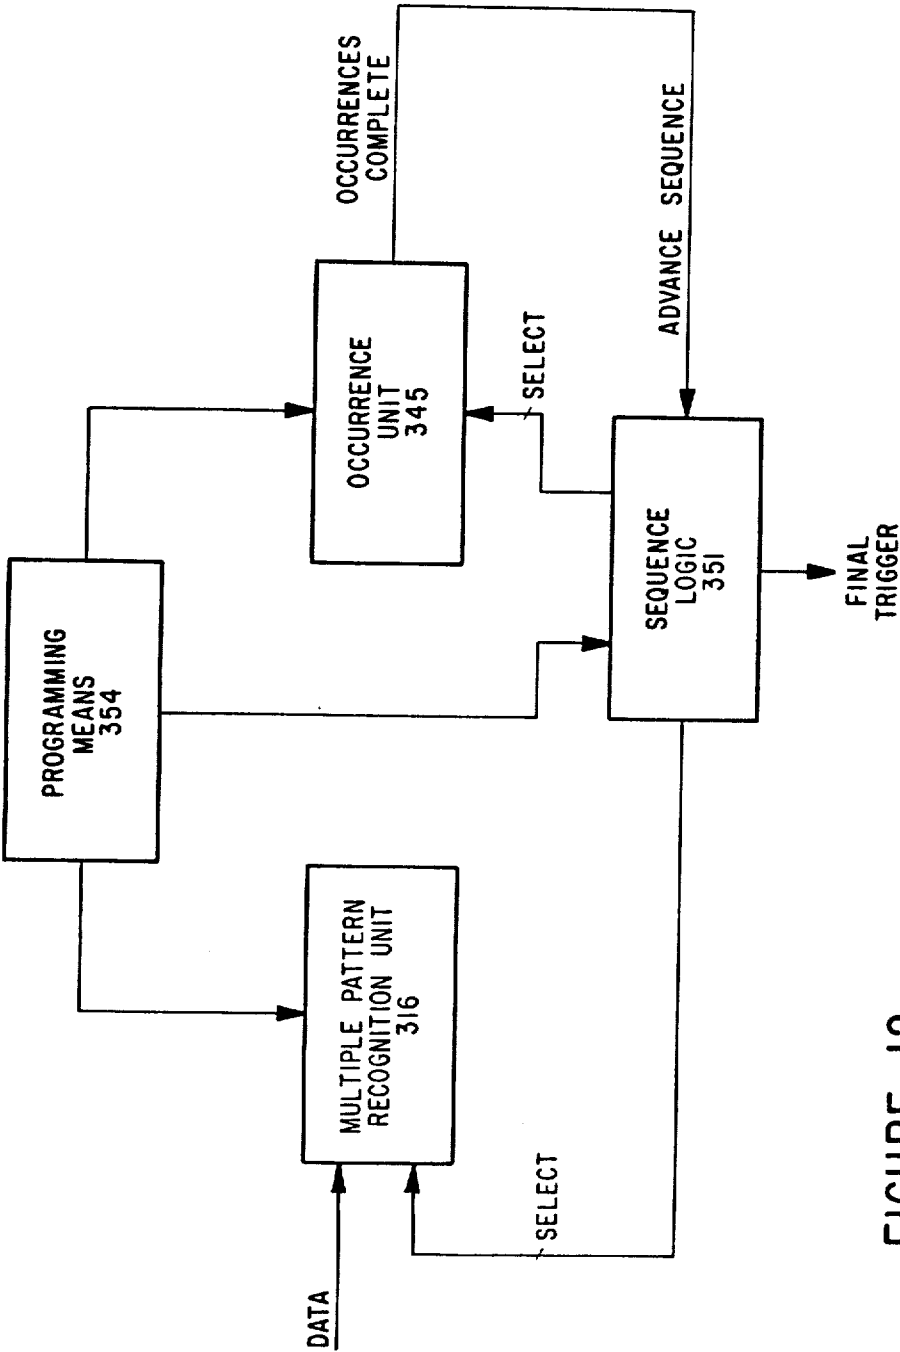 PROGRAMMING
MEANS
354
MULTIPLE PATTERN
RECOGNITION UNIT
316
OCCURRENCE
UNIT
345
OCCURRENCES
COMPLETE
DATA
SELECT
SELECT
ADVANCE SEQUENCE
SEQUENCE
LOGIC
351
FINAL
TRIGGER
FIGURE